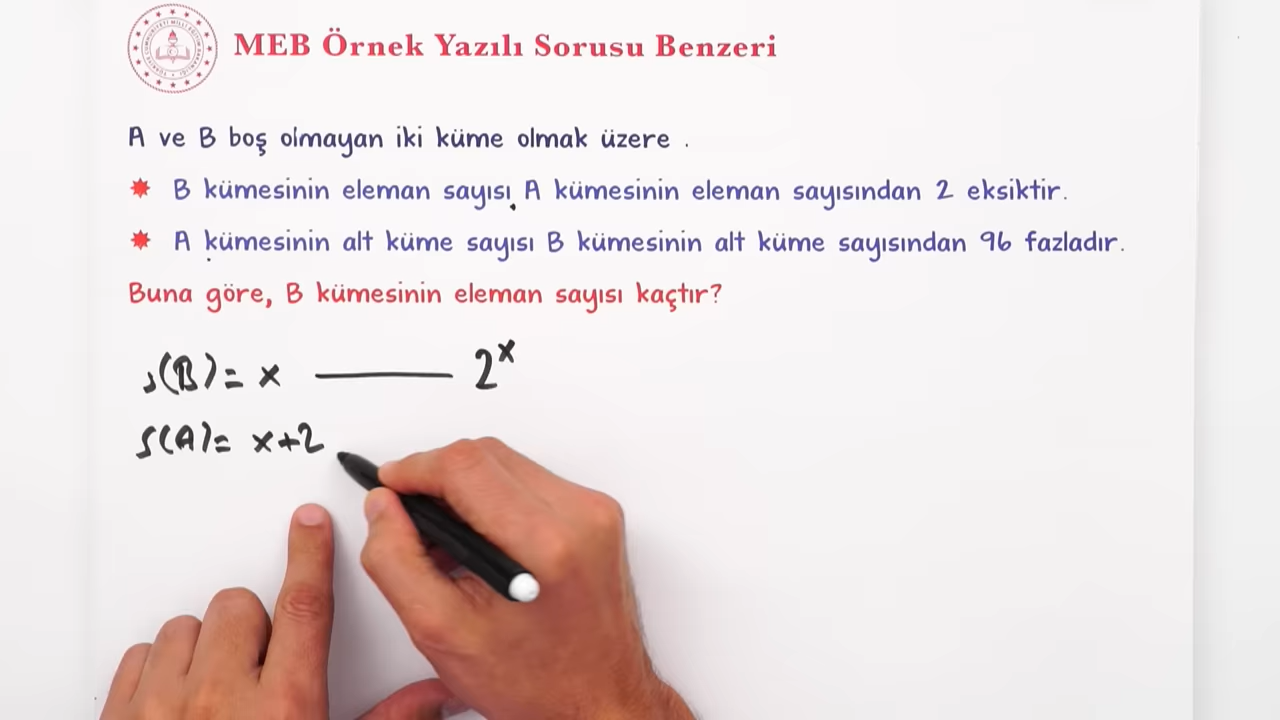 MEB Örnek Yazılı Sorusu Benzeri
A ve B boş olmayan iki küme olmak üzere .
B kümesinin eleman sayısı A kümesinin eleman sayısından 2 eksiktir.
A kümesinin alt küme sayısı B kümesinin alt küme sayısından 96 fazladır.
Buna göre, B kümesinin eleman sayısı kaçtır?
s(B) = x — 2^x
s(A) = x+2